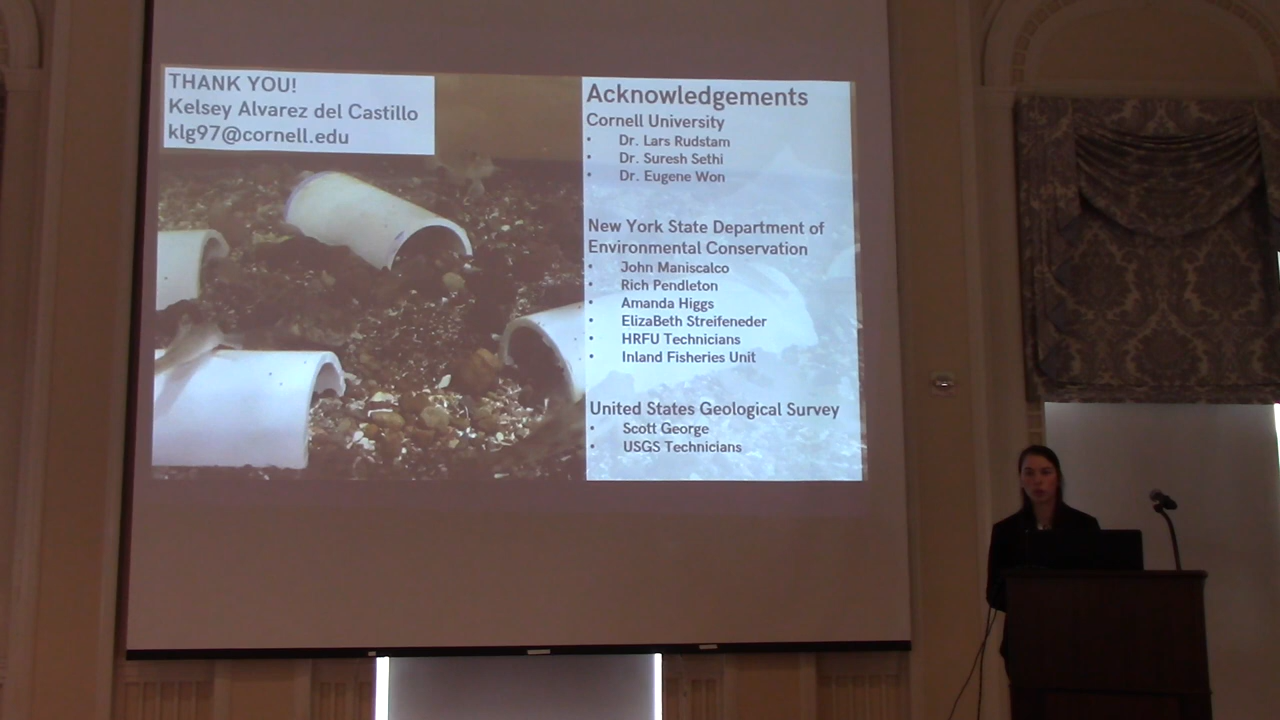 THANK YOU!
Kelsey Alvarez del Castillo
klg97@cornell.edu
Acknowledgements
Cornell University
• Dr. Lars Rudstam
• Dr. Suresh Sethi
• Dr. Eugene Won
New York State Department of
Environmental Conservation
• John Maniscalco
• Rich Pendleton
• Amanda Higgs
• ElizaBeth Streifeneder
• HRFU Technicians
• Inland Fisheries Unit
United States Geological Survey
• Scott George
• USGS Technicians